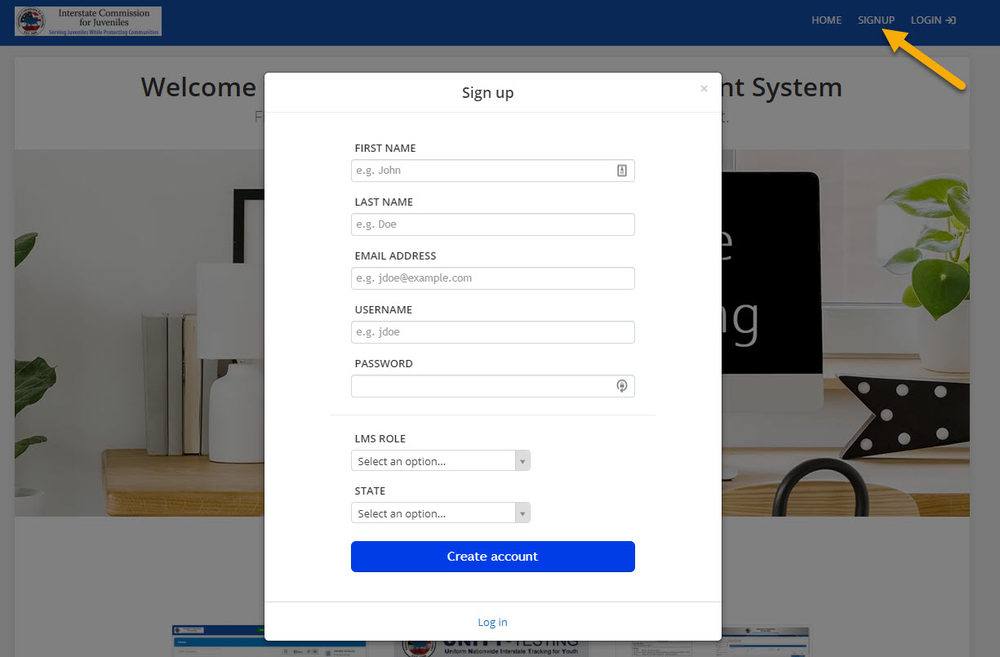 Interstate Commission
for Juveniles
Serving Juveniles While Protecting Communities
HOME SIGNUP LOGIN
Welcome nt System
Sign up
×
FIRST NAME
e.g. John
LAST NAME
e.g. Doe
EMAIL ADDRESS
e.g. jdoe@example.com
USERNAME
e.g. jdoe
PASSWORD
LMS ROLE
Select an option...
STATE
Select an option...
Create account
Log in
e
ng
UNITY-TESTING
Uniform Nationwide Interstate Tracking for Youth